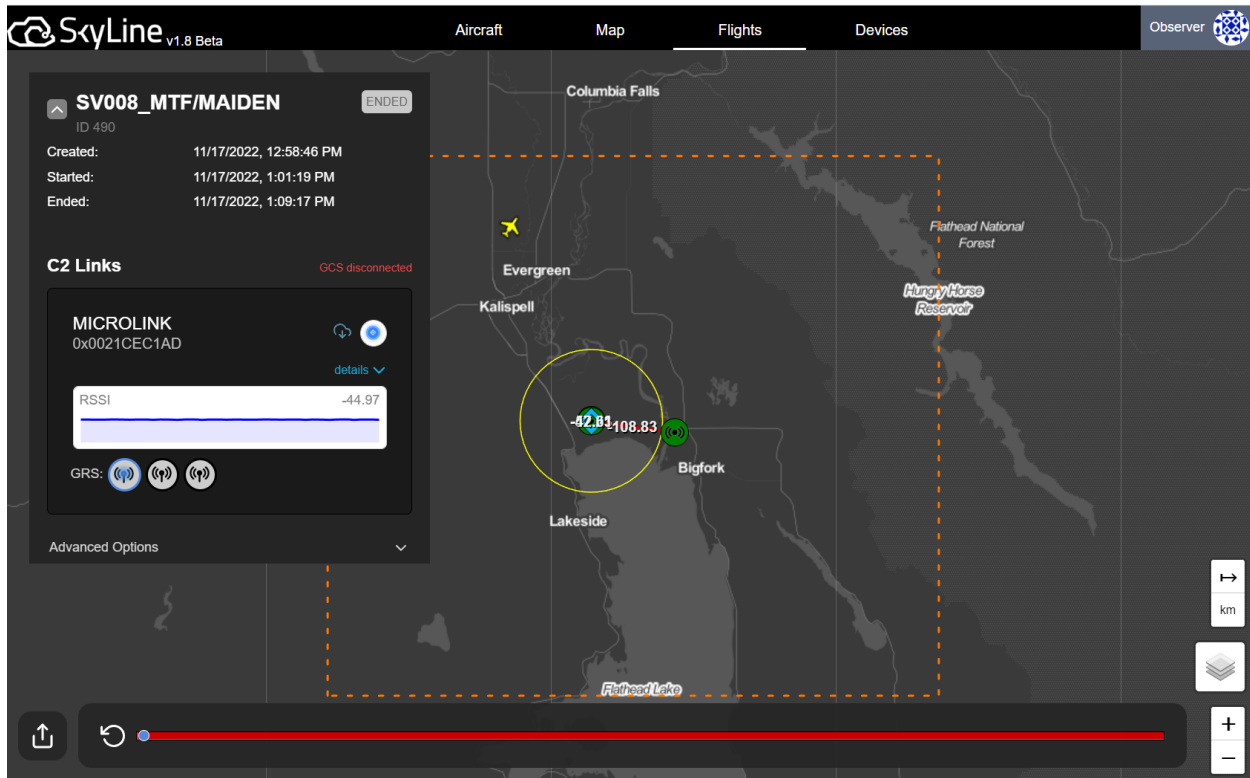 SkyLine v1.8 Beta
Aircraft
Map
Flights
Devices
Observer
SV008_MTF/MAIDEN
ENDED
ID 490
Created: 11/17/2022, 12:58:46 PM
Started: 11/17/2022, 1:01:19 PM
Ended: 11/17/2022, 1:09:17 PM
C2 Links
GCS disconnected
MICROLINK
0x0021CEC1AD
details
RSSI
-44.97
GRS:
Advanced Options
Columbia Falls
Flathead National
Forest
Evergreen
Hungry Horse
Reservoir
Kalispell
-108.83
Bigfork
Lakeside
Flathead Lake
km
+
−